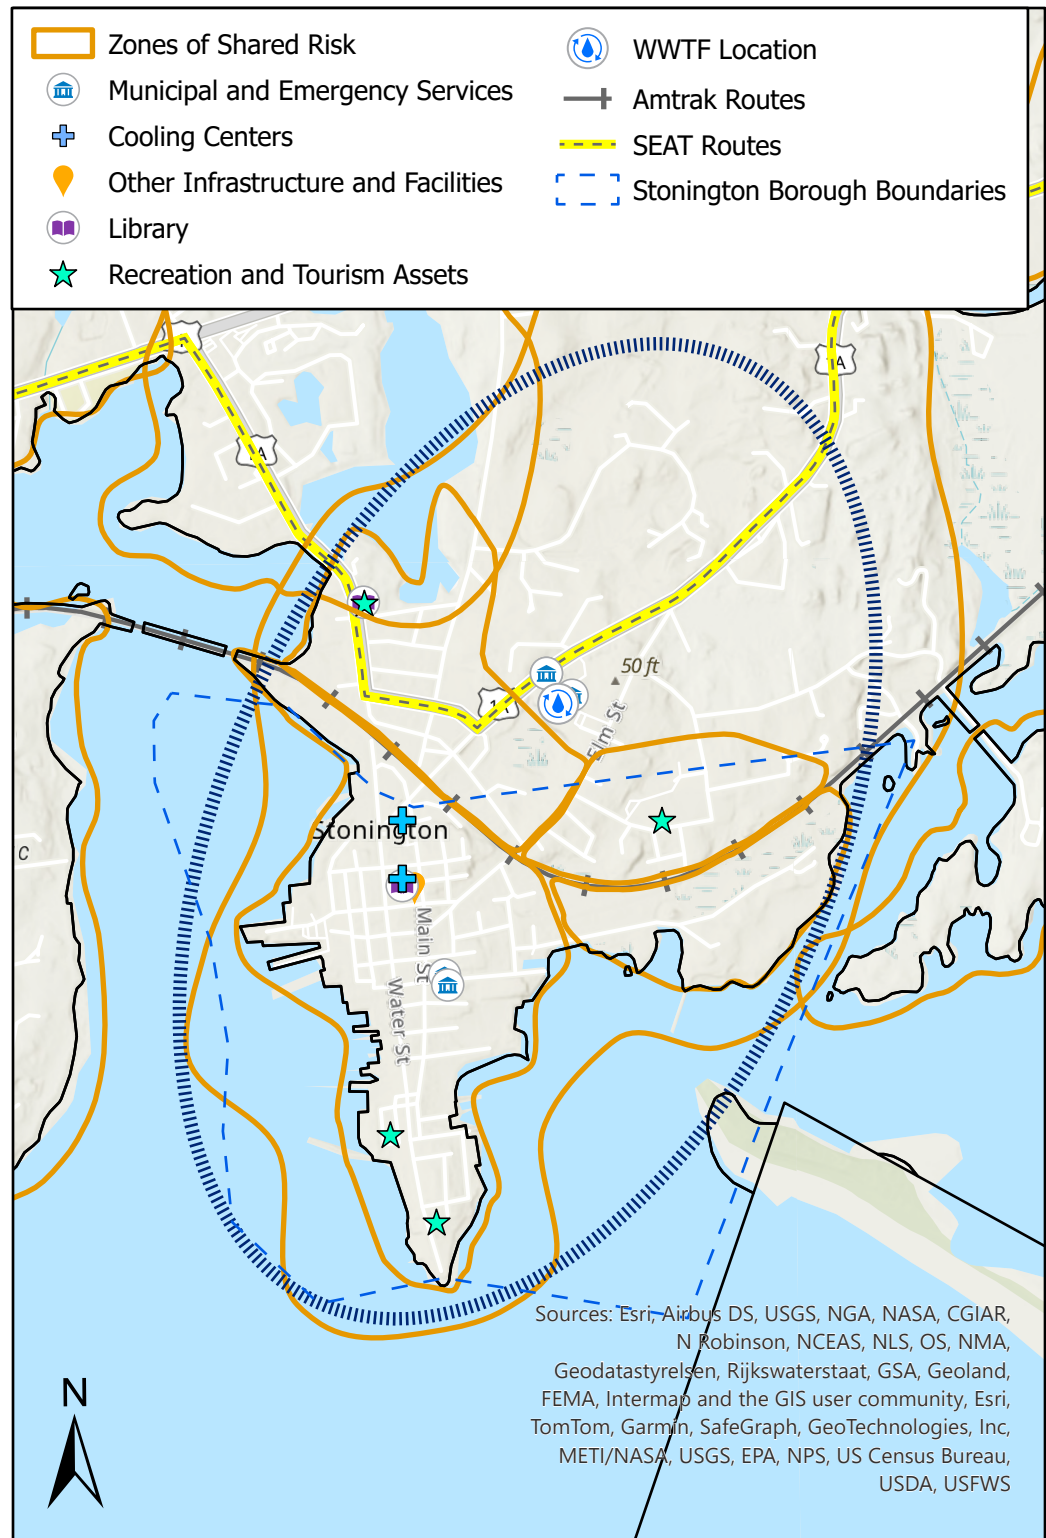 Zones of Shared Risk
Municipal and Emergency Services
Cooling Centers
Other Infrastructure and Facilities
Library
Recreation and Tourism Assets
WWTF Location
Amtrak Routes
SEAT Routes
Stonington Borough Boundaries
1A
50 ft
Elm St
Stonington
C
Main St
Water St
N
Sources: Esri, Airbus DS, USGS, NGA, NASA, CGIAR,
N Robinson, NCEAS, NLS, OS, NMA,
Geodatastyrelsen, Rijkswaterstaat, GSA, Geoland,
FEMA, Intermap and the GIS user community, Esri,
TomTom, Garmin, SafeGraph, GeoTechnologies, Inc,
METI/NASA, USGS, EPA, NPS, US Census Bureau,
USDA, USFWS